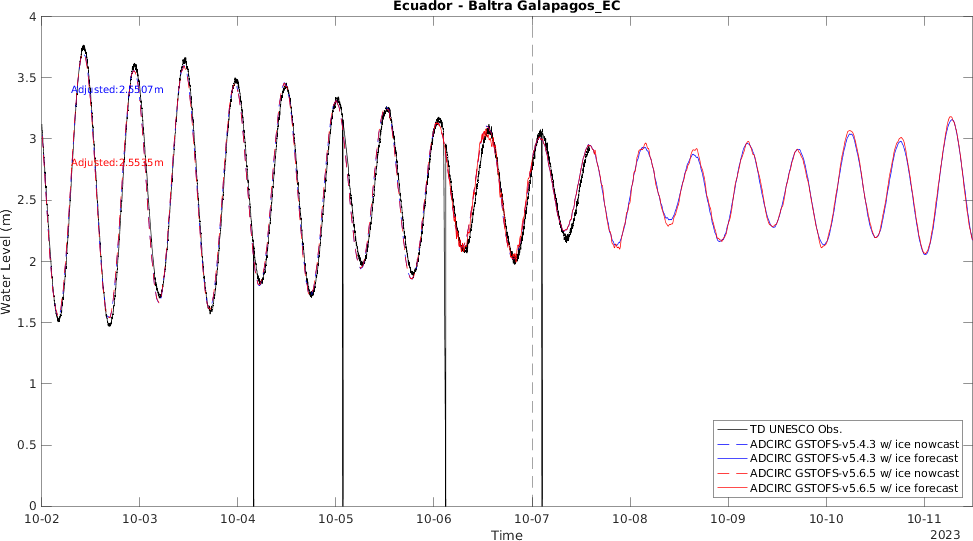 Ecuador - Baltra Galapagos_EC
4
3.5
3
2.5
2
1.5
1
0.5
0
Water Level (m)
Adjusted:2.5507m
Adjusted:2.5535m
TD UNESCO Obs.
ADCIRC GSTOFS-v5.4.3 w/ ice nowcast
ADCIRC GSTOFS-v5.4.3 w/ ice forecast
ADCIRC GSTOFS-v5.6.5 w/ ice nowcast
ADCIRC GSTOFS-v5.6.5 w/ ice forecast
10-02 10-03 10-04 10-05 10-06 10-07 10-08 10-09 10-10 10-11
Time
2023